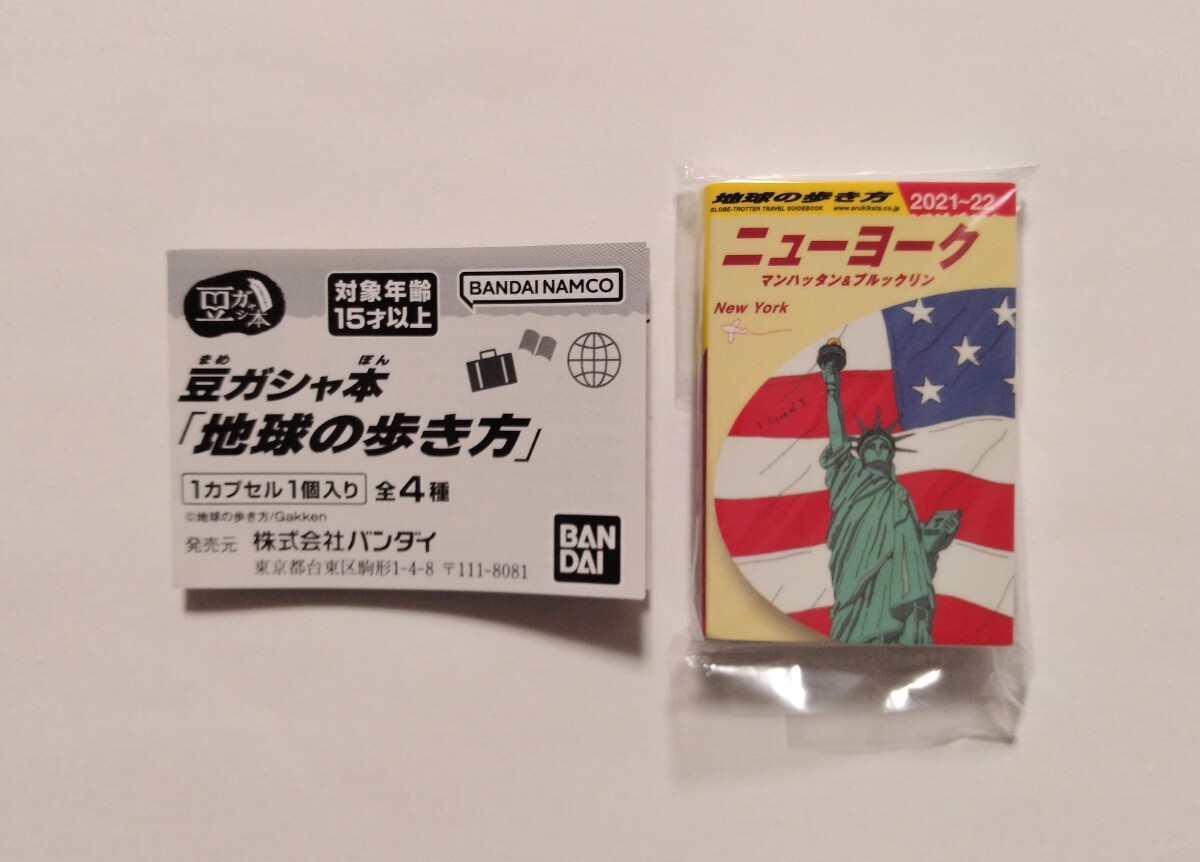 豆ガシャ本
対象年齢
15才以上
BANDAI NAMCO
まめ ぼん
豆ガシャ本
「地球の歩き方」
1カプセル1個入り 全4種
©地球の歩き方/Gakken
発売元 株式会社バンダイ
東京都台東区駒形1-4-8 〒111-8081
BAN
DAI
地球の歩き方 2021~22
GLOBE-TROTTER TRAVEL GUIDEBOOK www.arukikata.co.jp
ニューヨーク
マンハッタン&ブルックリン
New York
I love N.Y.